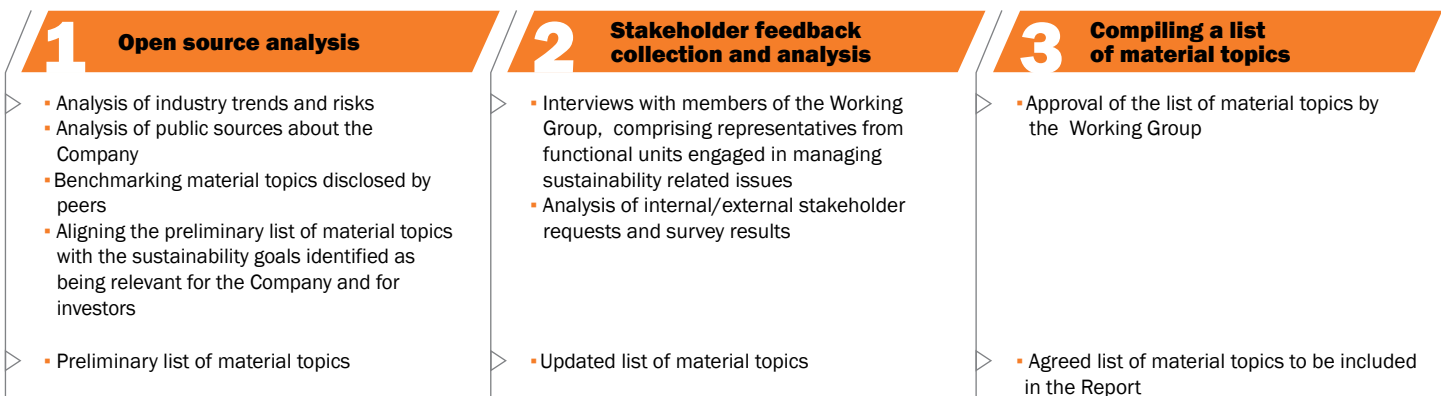 1
Open source analysis
▪ Analysis of industry trends and risks
▪ Analysis of public sources about the
Company
▪ Benchmarking material topics disclosed by
peers
▪ Aligning the preliminary list of material topics
with the sustainability goals identified as
being relevant for the Company and for
investors
▪ Preliminary list of material topics
2
Stakeholder feedback
collection and analysis
▪ Interviews with members of the Working
Group, comprising representatives from
functional units engaged in managing
sustainability related issues
▪ Analysis of internal/external stakeholder
requests and survey results
▪ Updated list of material topics
3
Compiling a list
of material topics
▪ Approval of the list of material topics by
the Working Group
▪ Agreed list of material topics to be included
in the Report